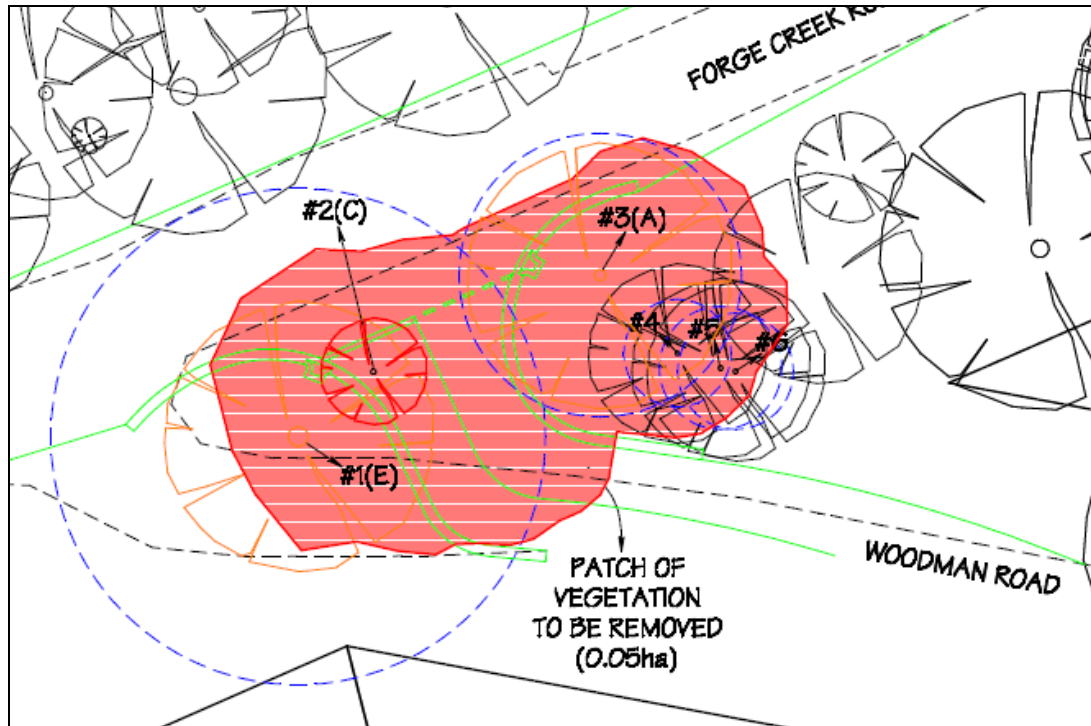 FORGE CREEK
#2(C)
#3(A)
#4
#5
#6
#1(E)
WOODMAN ROAD
PATCH OF
VEGETATION
TO BE REMOVED
(0.05ha)